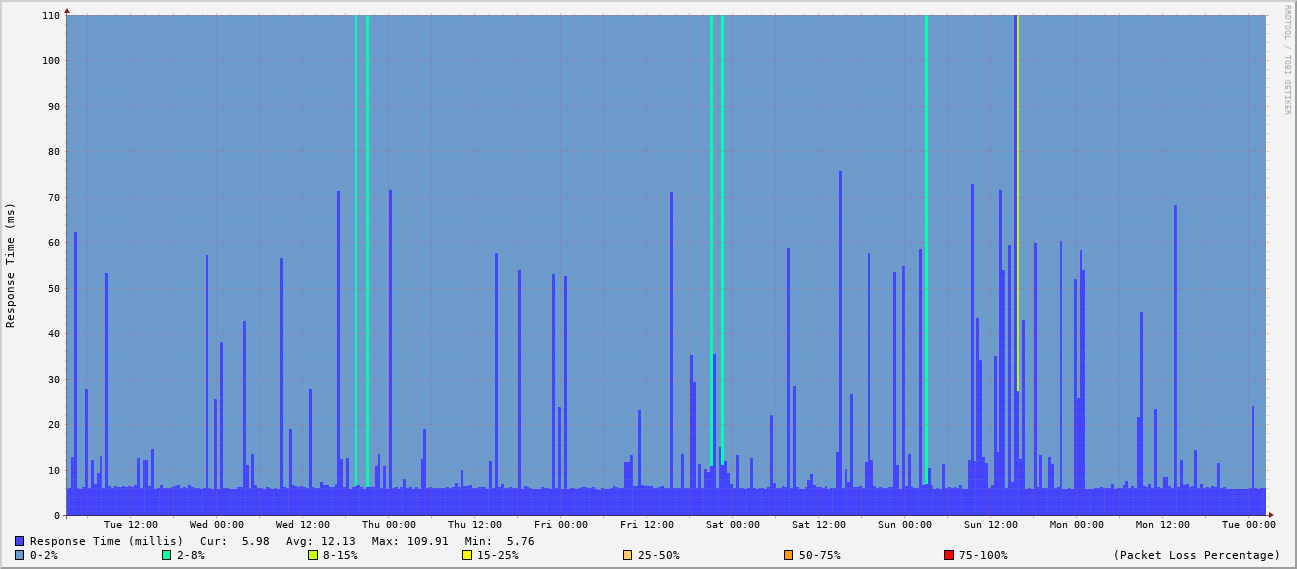 RRDTOOL / TOBI OETIKER
Response Time (ms)
110
100
90
80
70
60
50
40
30
20
10
0
Tue 12:00 Wed 00:00 Wed 12:00 Thu 00:00 Thu 12:00 Fri 00:00 Fri 12:00 Sat 00:00 Sat 12:00 Sun 00:00 Sun 12:00 Mon 00:00 Mon 12:00 Tue 00:00
Response Time (millis) Cur: 5.98 Avg: 12.13 Max: 109.91 Min: 5.76
0-2% 2-8% 8-15% 15-25% 25-50% 50-75% 75-100% (Packet Loss Percentage)